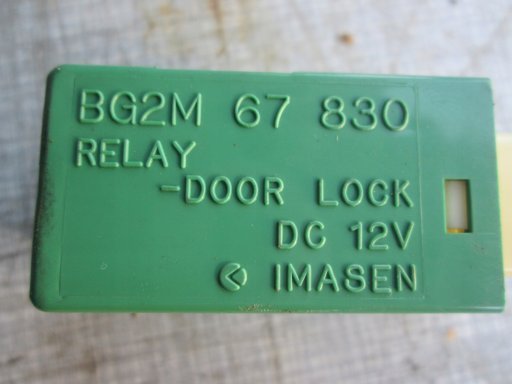 BG2M 67 830
RELAY
-DOOR LOCK
DC 12V
IMASEN